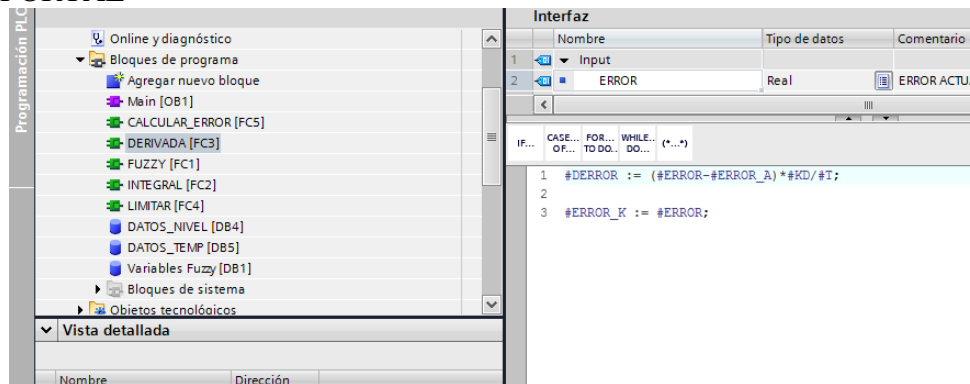 Programación PLC
Online y diagnóstico
Bloques de programa
Agregar nuevo bloque
Main [OB1]
CALCULAR_ERROR [FC5]
DERIVADA [FC3]
FUZZY [FC1]
INTEGRAL [FC2]
LIMITAR [FC4]
DATOS_NIVEL [DB4]
DATOS_TEMP [DB5]
Variables Fuzzy [DB1]
Bloques de sistema
Objetos tecnológicos
Vista detallada
Nombre Dirección
Interfaz
Nombre Tipo de datos Comentario
1 Input
2 ERROR Real ERROR ACTU
IF... CASE... OF... FOR... TO DO.. WHILE.. DO... (*...*)
1 #DERROR := (#ERROR-#ERROR_A)*#KD/#T;
2
3 #ERROR_K := #ERROR;